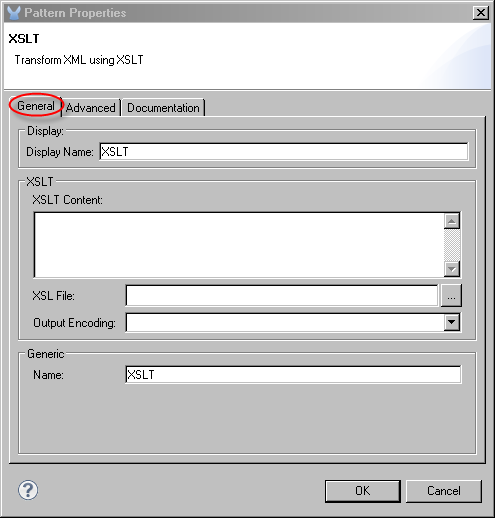 Pattern Properties
XSLT
Transform XML using XSLT
General Advanced Documentation
Display:
Display Name: XSLT
XSLT
XSLT Content:
XSL File: ...
Output Encoding:
Generic
Name: XSLT
? OK Cancel